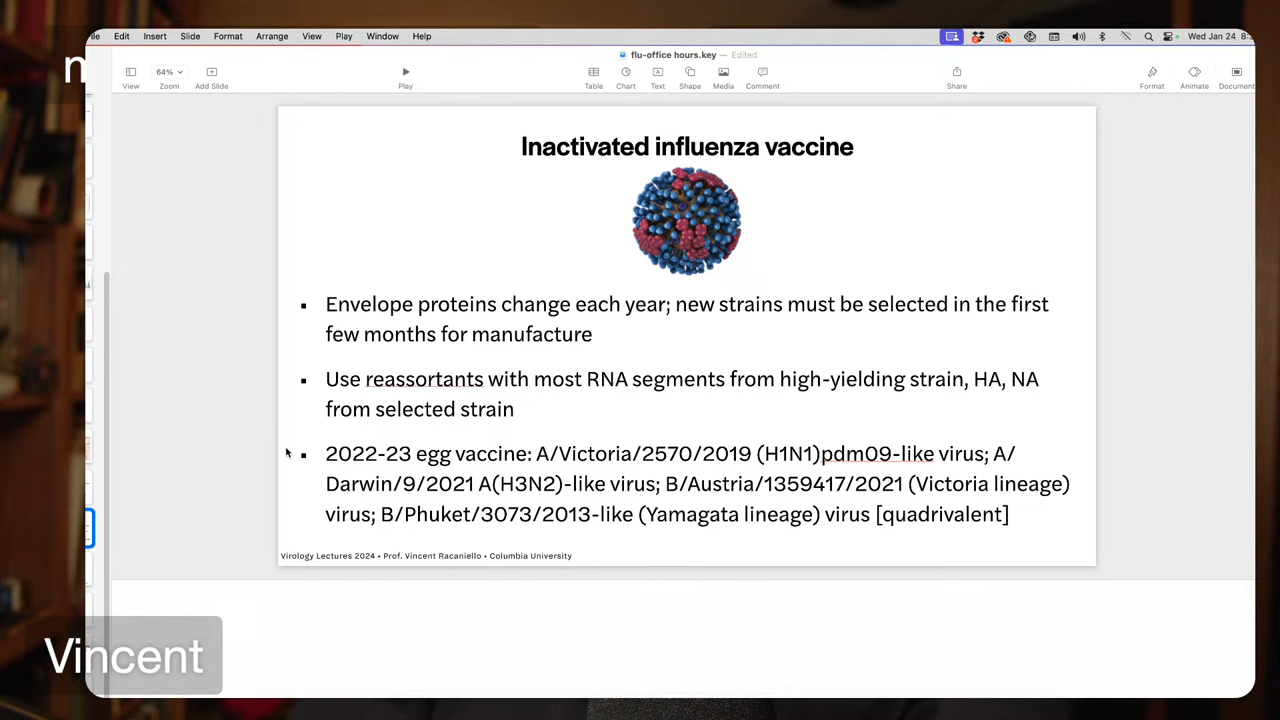 ile Edit Insert Slide Format Arrange View Play Window Help Wed Jan 24 8:
flu-office hours.key — Edited
64%
View Zoom Add Slide Play Table Chart Text Shape Media Comment Share Format Animate Document
Inactivated influenza vaccine
▪ Envelope proteins change each year; new strains must be selected in the first
few months for manufacture
▪ Use reassortants with most RNA segments from high-yielding strain, HA, NA
from selected strain
▪ 2022-23 egg vaccine: A/Victoria/2570/2019 (H1N1)pdm09-like virus; A/
Darwin/9/2021 A(H3N2)-like virus; B/Austria/1359417/2021 (Victoria lineage)
virus; B/Phuket/3073/2013-like (Yamagata lineage) virus [quadrivalent]
Virology Lectures 2024 • Prof. Vincent Racaniello • Columbia University
Vincent